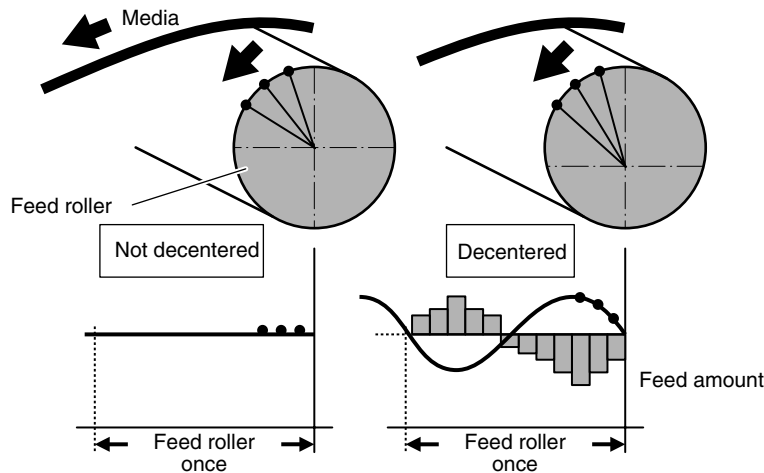 Media
Feed roller
Not decentered
Decentered
Feed amount
Feed roller
once
Feed roller
once